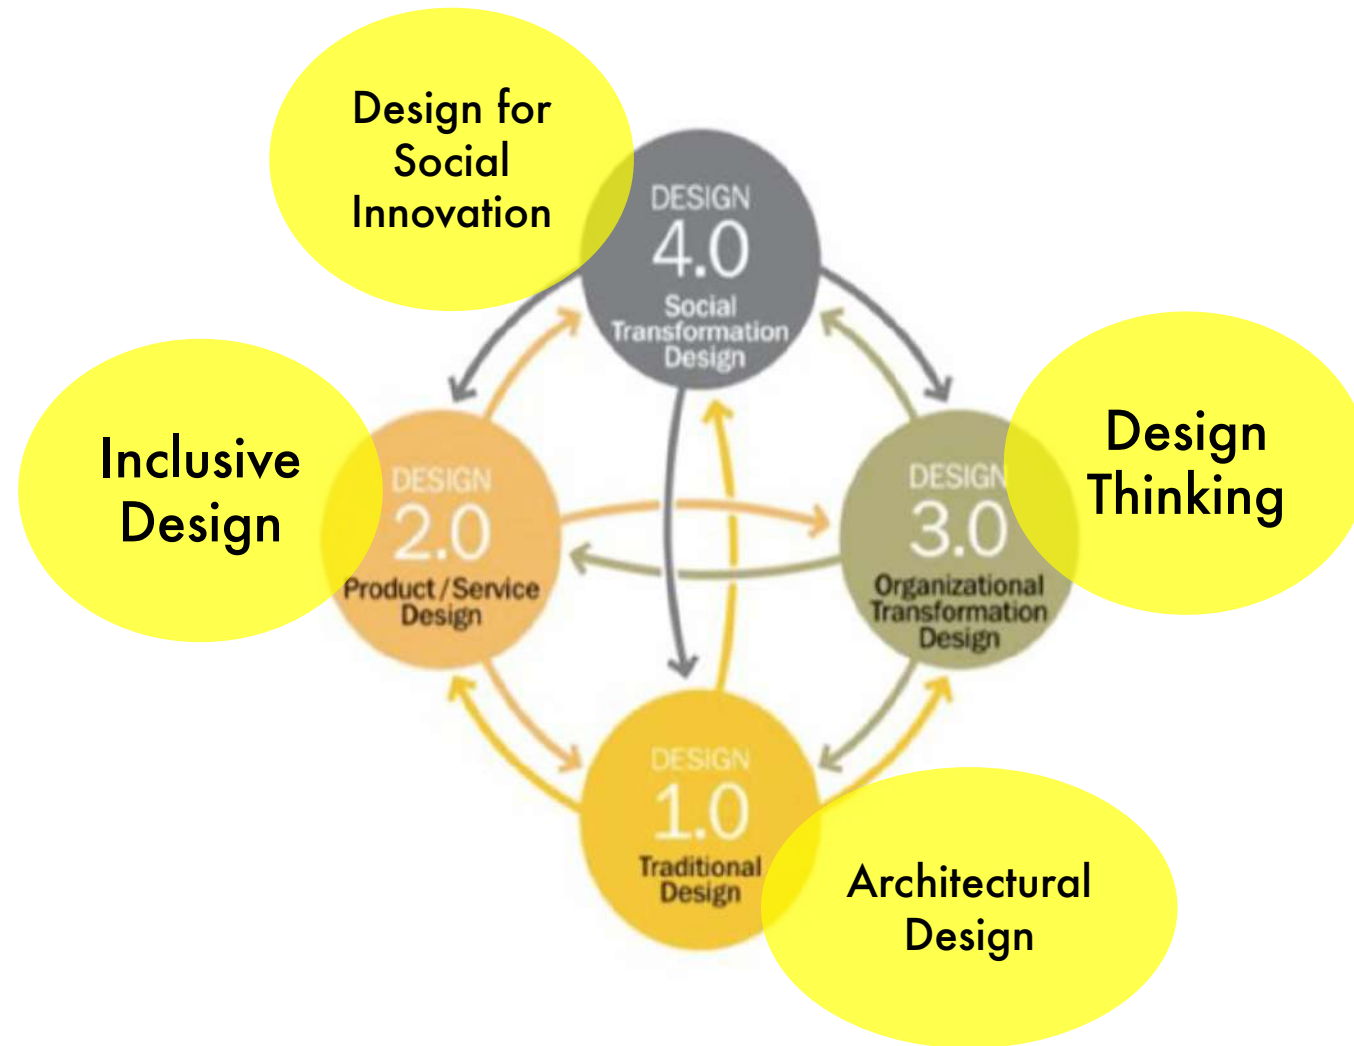 Design for
Social
Innovation
DESIGN
4.0
Social
Transformation
Design
Inclusive
Design
DESIGN
2.0
Product / Service
Design
DESIGN
3.0
Organizational
Transformation
Design
Design
Thinking
DESIGN
1.0
Traditional
Design
Architectural
Design